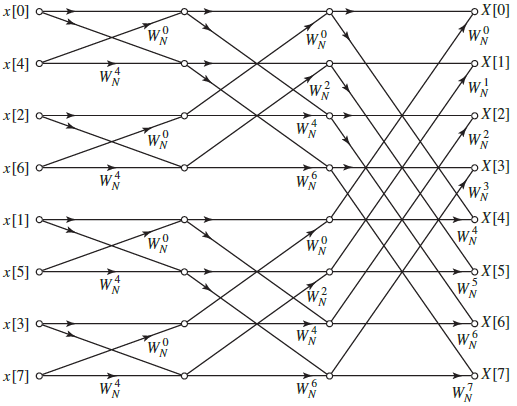 x[0] X[0]
W_N^0 W_N^0 W_N^0
x[4] X[1]
W_N^4 W_N^2 W_N^1
x[2] X[2]
W_N^0 W_N^4 W_N^2
x[6] X[3]
W_N^4 W_N^6 W_N^3
x[1] X[4]
W_N^0 W_N^0 W_N^4
x[5] X[5]
W_N^4 W_N^2 W_N^5
x[3] X[6]
W_N^0 W_N^4 W_N^6
x[7] X[7]
W_N^4 W_N^6 W_N^7